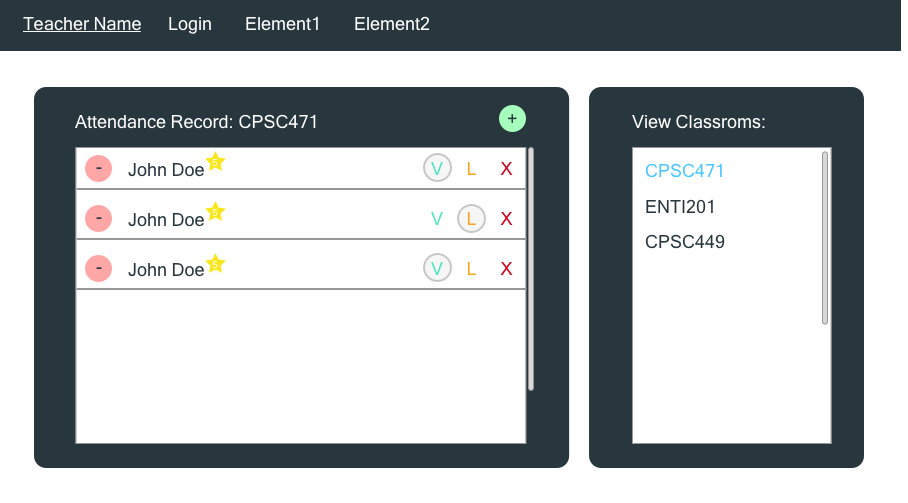 Teacher Name Login Element1 Element2
Attendance Record: CPSC471 +
- John Doe 5 V L X
- John Doe 5 V L X
- John Doe 5 V L X
View Classroms:
CPSC471
ENTI201
CPSC449